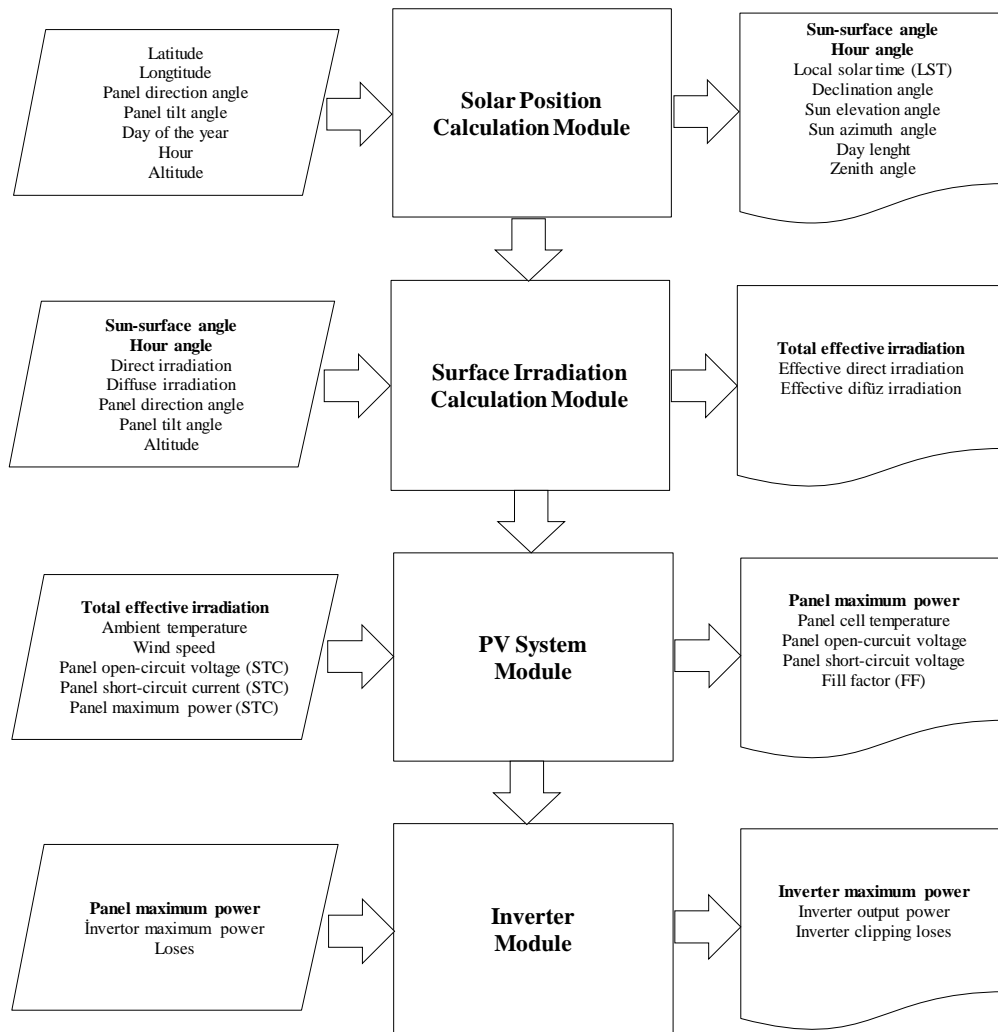 Latitude
Longtitude
Panel direction angle
Panel tilt angle
Day of the year
Hour
Altitude
Solar Position
Calculation Module
Sun-surface angle
Hour angle
Local solar time (LST)
Declination angle
Sun elevation angle
Sun azimuth angle
Day lenght
Zenith angle
Sun-surface angle
Hour angle
Direct irradiation
Diffuse irradiation
Panel direction angle
Panel tilt angle
Altitude
Surface Irradiation
Calculation Module
Total effective irradiation
Effective direct irradiation
Effective difüz irradiation
Total effective irradiation
Ambient temperature
Wind speed
Panel open-circuit voltage (STC)
Panel short-circuit current (STC)
Panel maximum power (STC)
PV System
Module
Panel maximum power
Panel cell temperature
Panel open-curcuit voltage
Panel short-circuit voltage
Fill factor (FF)
Panel maximum power
İnvertor maximum power
Loses
Inverter
Module
Inverter maximum power
Inverter output power
Inverter clipping loses